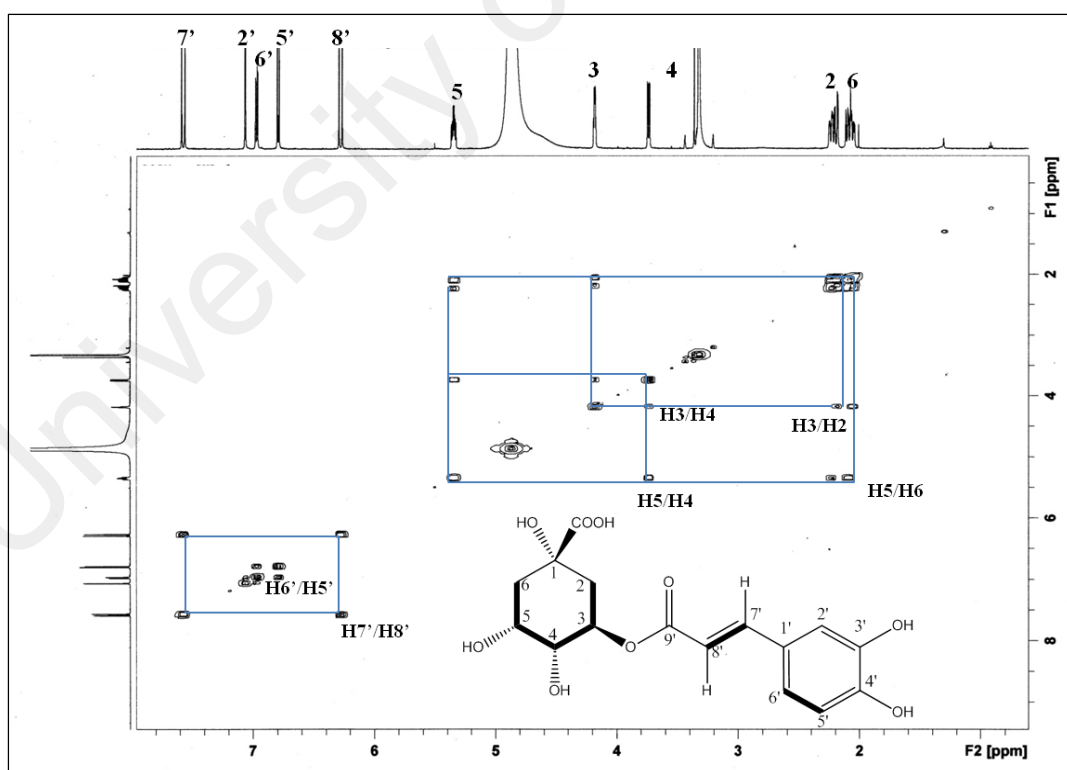 7’ 2’ 6’ 5’ 8’ 5 3 4 2 6
University o
F1 [ppm]
2
4
6
8
H3/H4
H3/H2
H5/H4
H5/H6
H6’/H5’
H7’/H8’
HO COOH
1
6 2
5 3
4
HO
OH
O
O
H
H
9'
8'
7'
1'
2'
3'
4'
5'
6'
OH
OH
7 6 5 4 3 2 F2 [ppm]